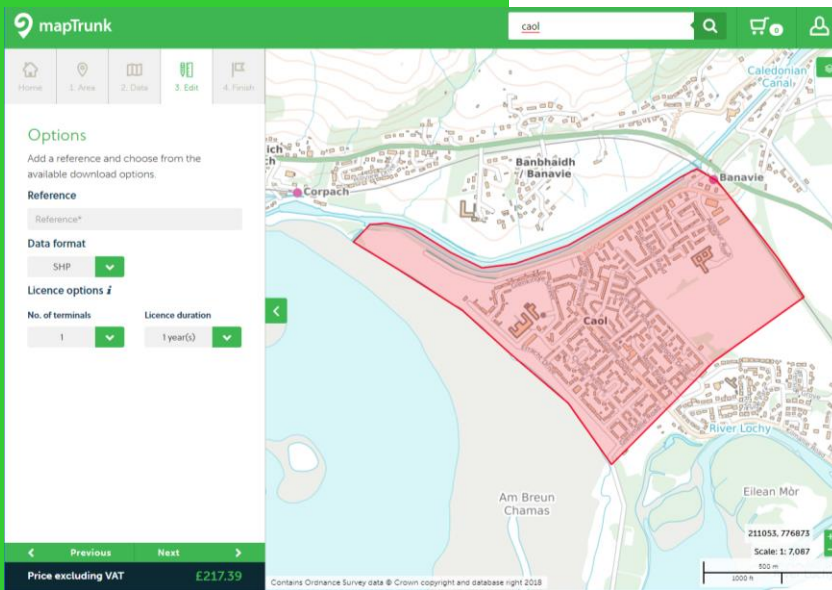 mapTrunk
caol
0
Home
1. Area
2. Data
3. Edit
4. Finish
Options
Add a reference and choose from the
available download options.
Reference
Reference*
Data format
SHP
Licence options i
No. of terminals
Licence duration
1
1 year(s)
Previous
Next
Price excluding VAT
£217.39
Caledonian
Canal
Banbhaidh
/ Banavie
Banavie
ich
ch
Corpach
Caol
River Lochy
Am Breun
Chamas
Eilean Mòr
211053, 776873
Scale: 1: 7,087
500 m
1000 ft
Contains Ordnance Survey data © Crown copyright and database right 2018